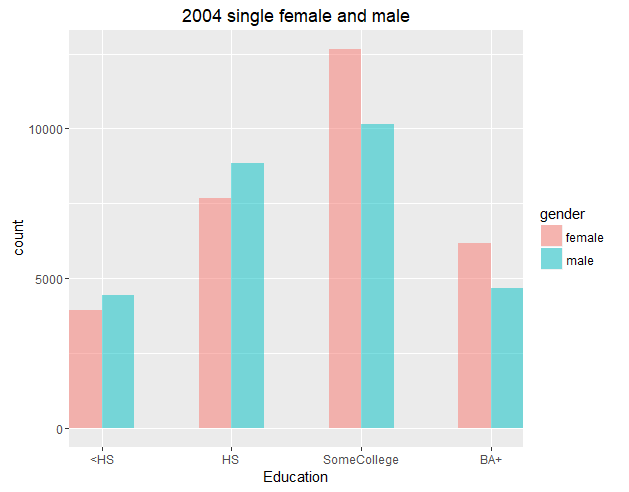 2004 single female and male
count
10000
5000
0
<HS HS SomeCollege BA+
Education
gender
female
male